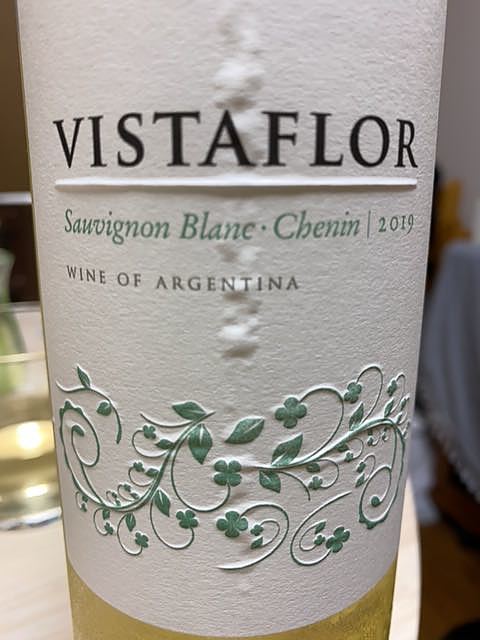 VISTAFLOR
Sauvignon Blanc · Chenin | 2019
WINE OF ARGENTINA